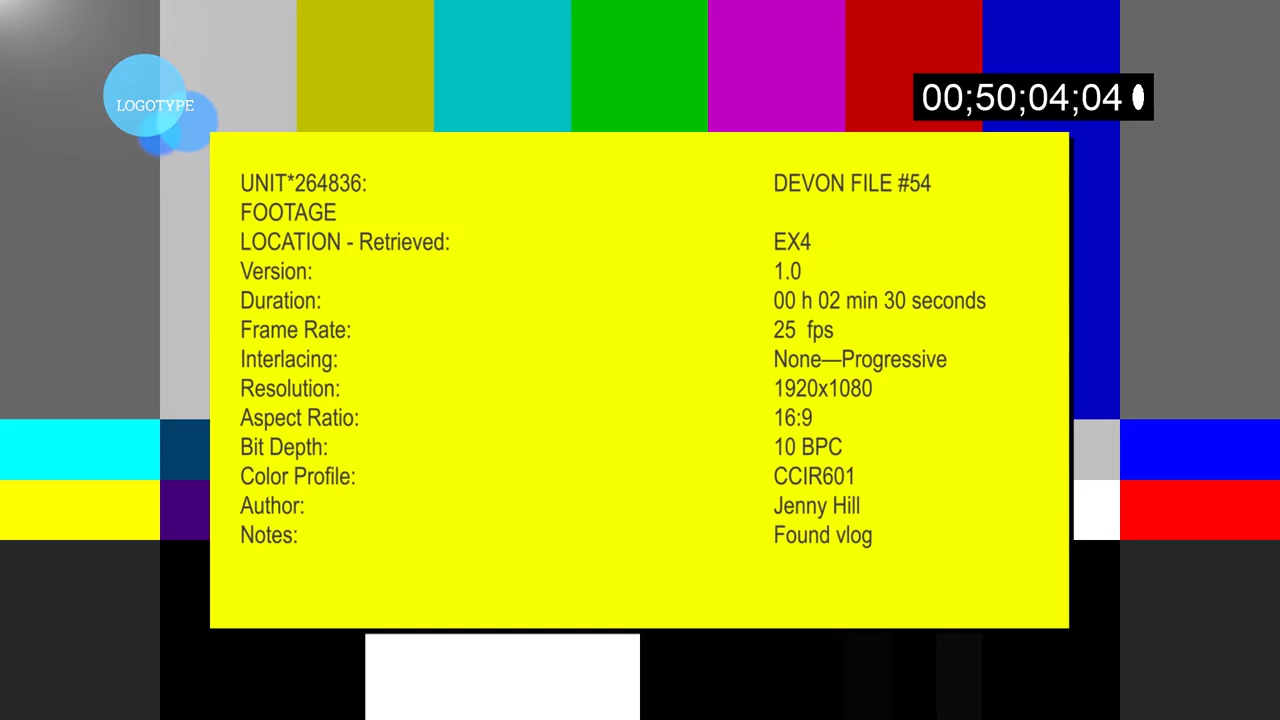 LOGOTYPE
00;50;04;04
UNIT*264836: DEVON FILE #54
FOOTAGE
LOCATION - Retrieved: EX4
Version: 1.0
Duration: 00 h 02 min 30 seconds
Frame Rate: 25 fps
Interlacing: None—Progressive
Resolution: 1920x1080
Aspect Ratio: 16:9
Bit Depth: 10 BPC
Color Profile: CCIR601
Author: Jenny Hill
Notes: Found vlog